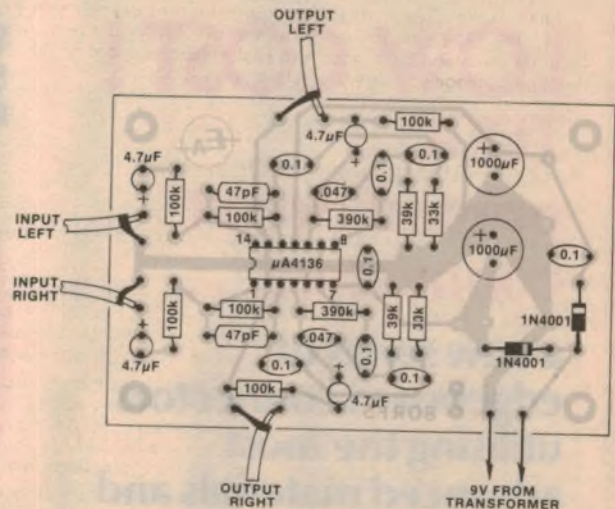 OUTPUT
LEFT
4.7µF
+
100k
4.7µF
+
0.1
0.1
0.1
+
1000µF
100k
47pF
.047
100k
390k
39k
33k
INPUT
LEFT
14
8
µA4136
0.1
+
1000µF
0.1
INPUT
RIGHT
1
7
100k
390k
100k
39k
33k
1N4001
+
4.7µF
47pF
.047
0.1
1N4001
0.1
+
0.1
100k
4.7µF
OUTPUT
RIGHT
9V FROM
TRANSFORMER